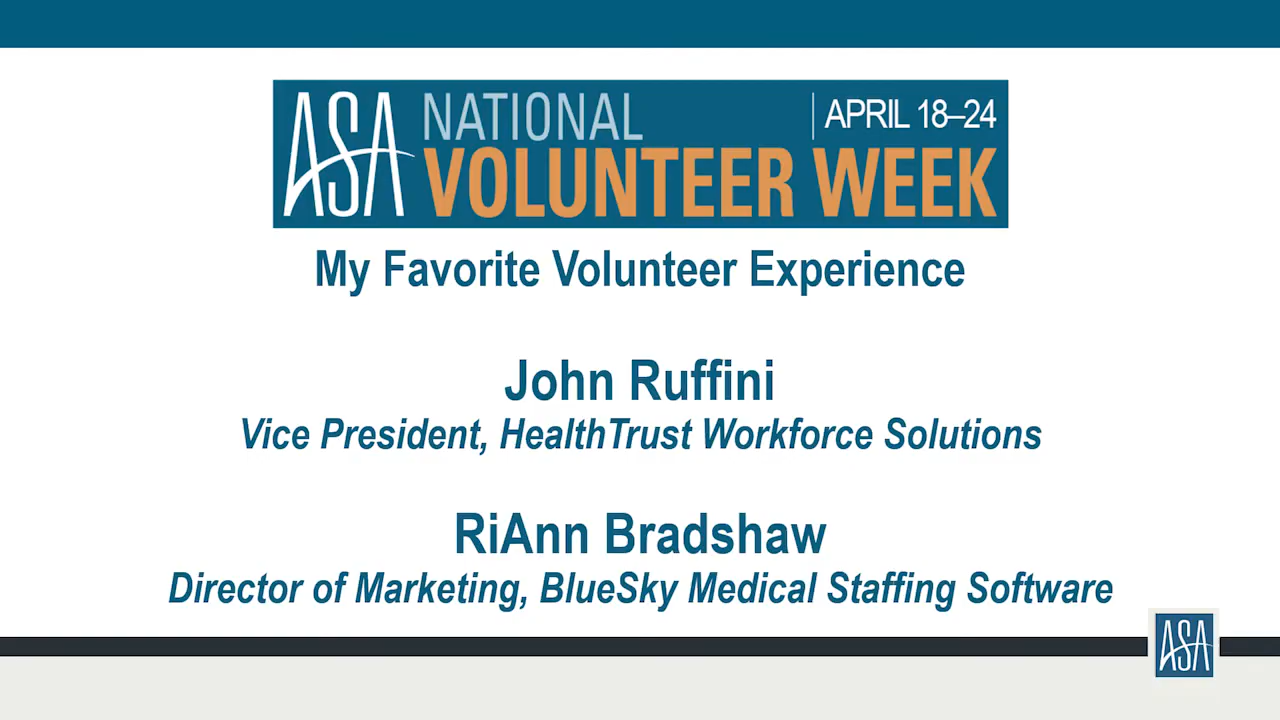 ASA NATIONAL VOLUNTEER WEEK | APRIL 18–24
My Favorite Volunteer Experience
John Ruffini
Vice President, HealthTrust Workforce Solutions
RiAnn Bradshaw
Director of Marketing, BlueSky Medical Staffing Software
ASA